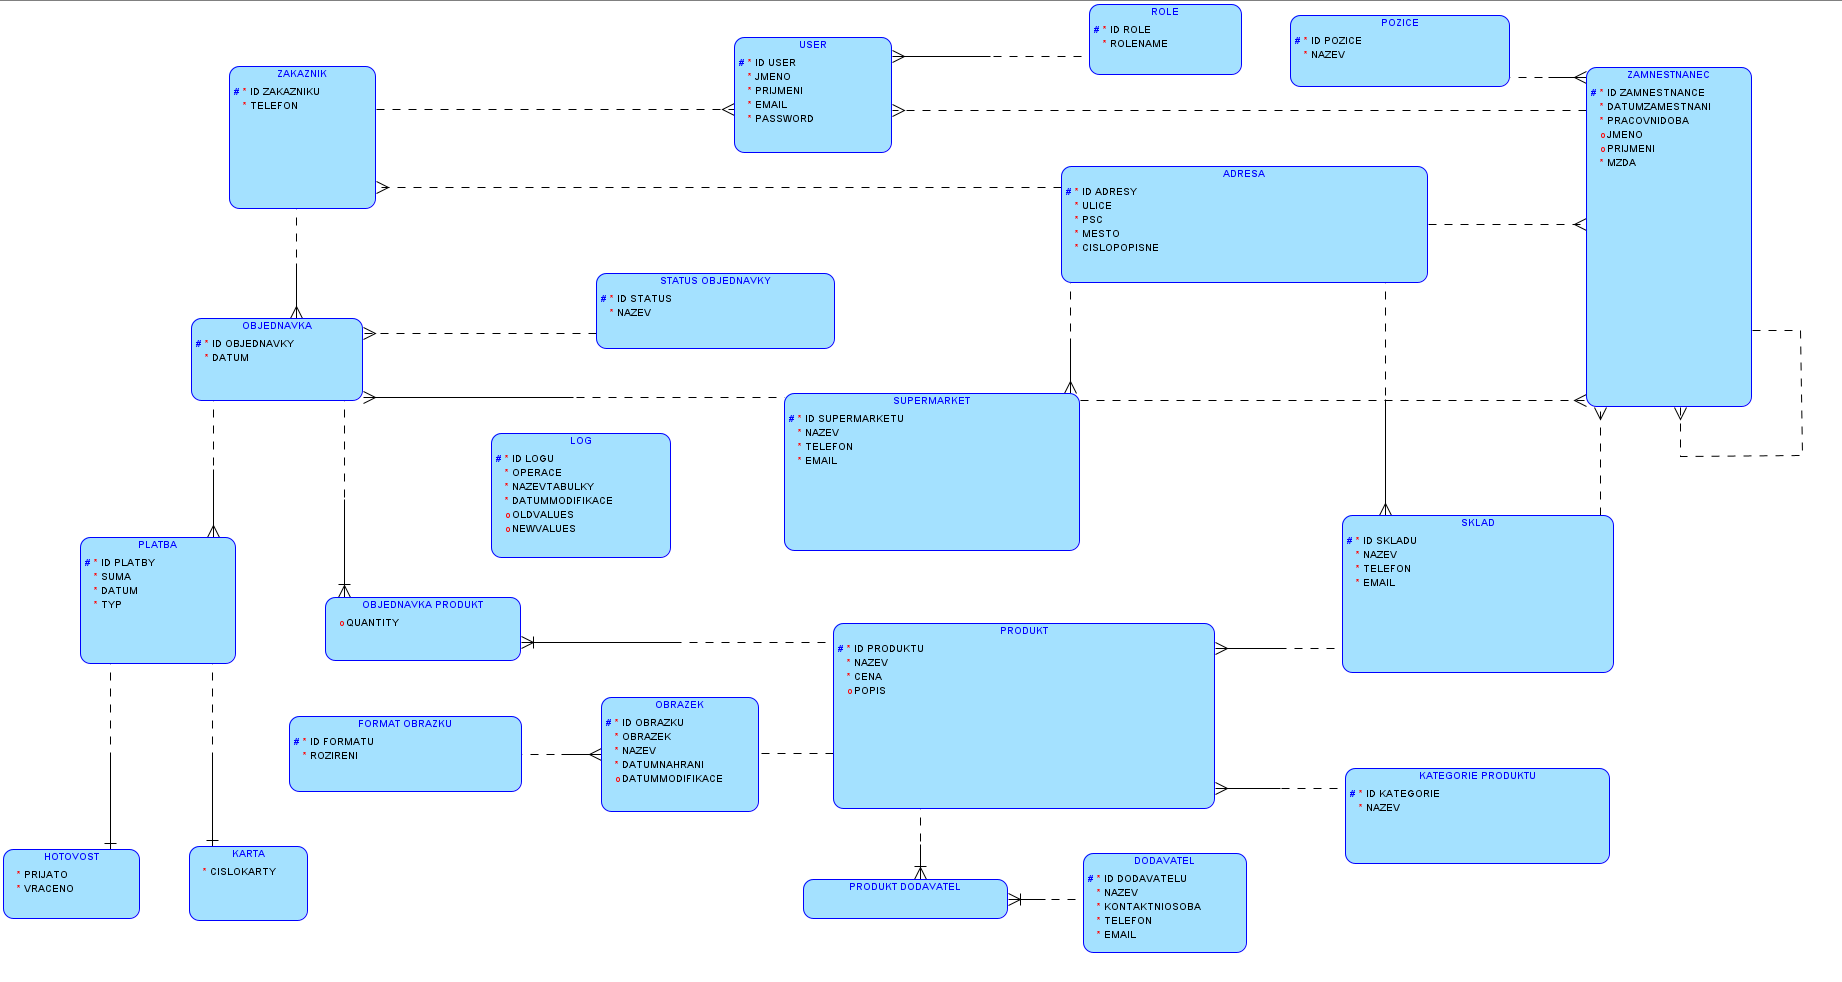 ROLE
# * ID ROLE
* ROLENAME
POZICE
# * ID POZICE
* NAZEV
USER
# * ID USER
* JMENO
* PRIJMENI
* EMAIL
* PASSWORD
ZAKAZNIK
# * ID ZAKAZNIKU
* TELEFON
ZAMNESTNANEC
# * ID ZAMNESTNANCE
* DATUMZAMESTNANI
* PRACOVNIDOBA
o JMENO
o PRIJMENI
* MZDA
ADRESA
# * ID ADRESY
* ULICE
* PSC
* MESTO
* CISLOPOPISNE
STATUS OBJEDNAVKY
# * ID STATUS
* NAZEV
OBJEDNAVKA
# * ID OBJEDNAVKY
* DATUM
SUPERMARKET
# * ID SUPERMARKETU
* NAZEV
* TELEFON
* EMAIL
LOG
# * ID LOGU
* OPERACE
* NAZEVTABULKY
* DATUMMODIFIKACE
o OLDVALUES
o NEWVALUES
SKLAD
# * ID SKLADU
* NAZEV
* TELEFON
* EMAIL
PLATBA
# * ID PLATBY
* SUMA
* DATUM
* TYP
OBJEDNAVKA PRODUKT
o QUANTITY
PRODUKT
# * ID PRODUKTU
* NAZEV
* CENA
o POPIS
OBRAZEK
# * ID OBRAZKU
* OBRAZEK
* NAZEV
* DATUMNAHRANI
o DATUMMODIFIKACE
FORMAT OBRAZKU
# * ID FORMATU
* ROZIRENI
KATEGORIE PRODUKTU
# * ID KATEGORIE
* NAZEV
HOTOVOST
* PRIJATO
* VRACENO
KARTA
* CISLOKARTY
PRODUKT DODAVATEL
DODAVATEL
# * ID DODAVATELU
* NAZEV
* KONTAKTNIOSOBA
* TELEFON
* EMAIL